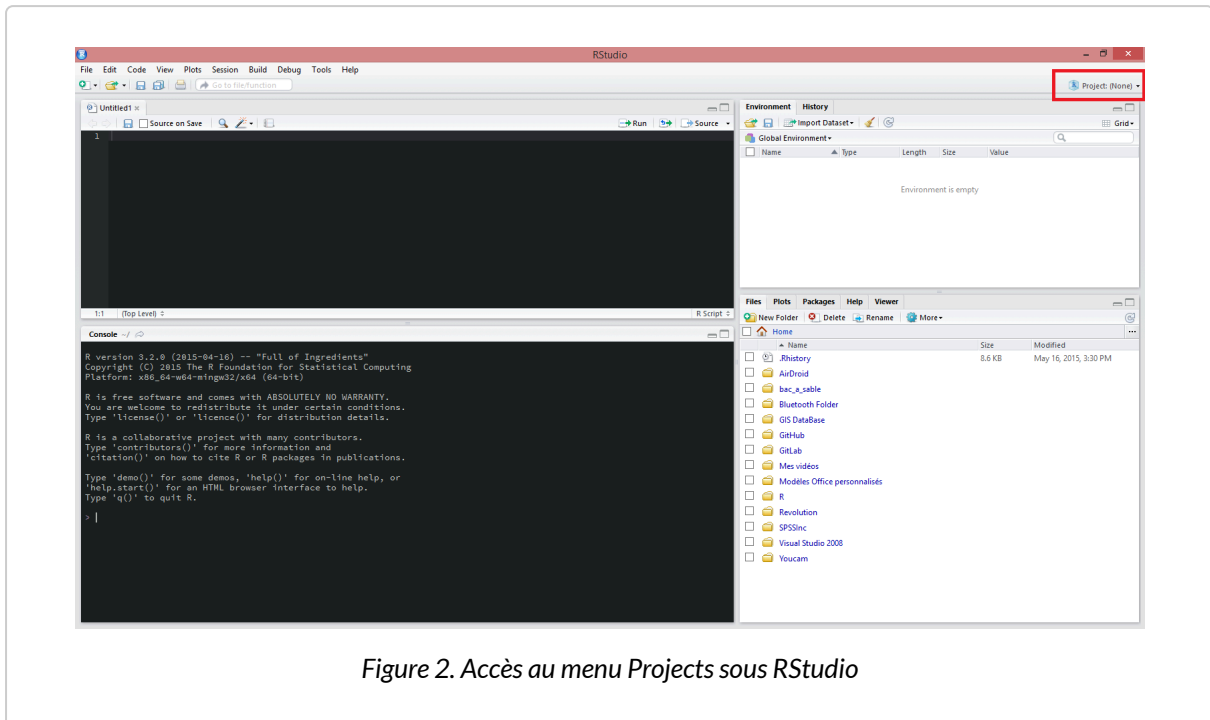 RStudio
File Edit Code View Plots Session Build Debug Tools Help
Go to file/function
Project: (None)
Untitled1
Source on Save Run Source
1
1:1 (Top Level) R Script
Console ~/
R version 3.2.0 (2015-04-16) -- "Full of Ingredients"
Copyright (C) 2015 The R Foundation for Statistical Computing
Platform: x86_64-w64-mingw32/x64 (64-bit)
R is free software and comes with ABSOLUTELY NO WARRANTY.
You are welcome to redistribute it under certain conditions.
Type 'license()' or 'licence()' for distribution details.
R is a collaborative project with many contributors.
Type 'contributors()' for more information and
'citation()' on how to cite R or R packages in publications.
Type 'demo()' for some demos, 'help()' for on-line help, or
'help.start()' for an HTML browser interface to help.
Type 'q()' to quit R.
>
Environment History
Import Dataset Grid
Global Environment
Name Type Length Size Value
Environment is empty
Files Plots Packages Help Viewer
New Folder Delete Rename More
Home ...
Name Size Modified
.Rhistory 8.6 KB May 16, 2015, 3:30 PM
AirDroid
bac_a_sable
Bluetooth Folder
GIS DataBase
GitHub
GitLab
Mes vidéos
Modèles Office personnalisés
R
Revolution
SPSSInc
Visual Studio 2008
Youcam
Figure 2. Accès au menu Projects sous RStudio